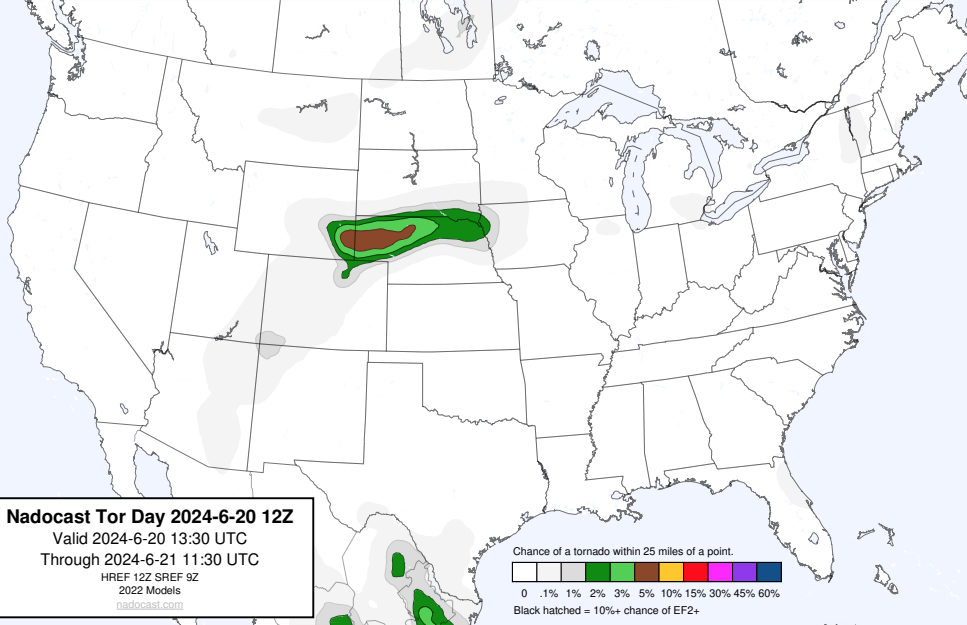 Nadocast Tor Day 2024-6-20 12Z
Valid 2024-6-20 13:30 UTC
Through 2024-6-21 11:30 UTC
HREF 12Z SREF 9Z
2022 Models
nadocast.com
Chance of a tornado within 25 miles of a point.
0 .1% 1% 2% 3% 5% 10% 15% 30% 45% 60%
Black hatched = 10%+ chance of EF2+